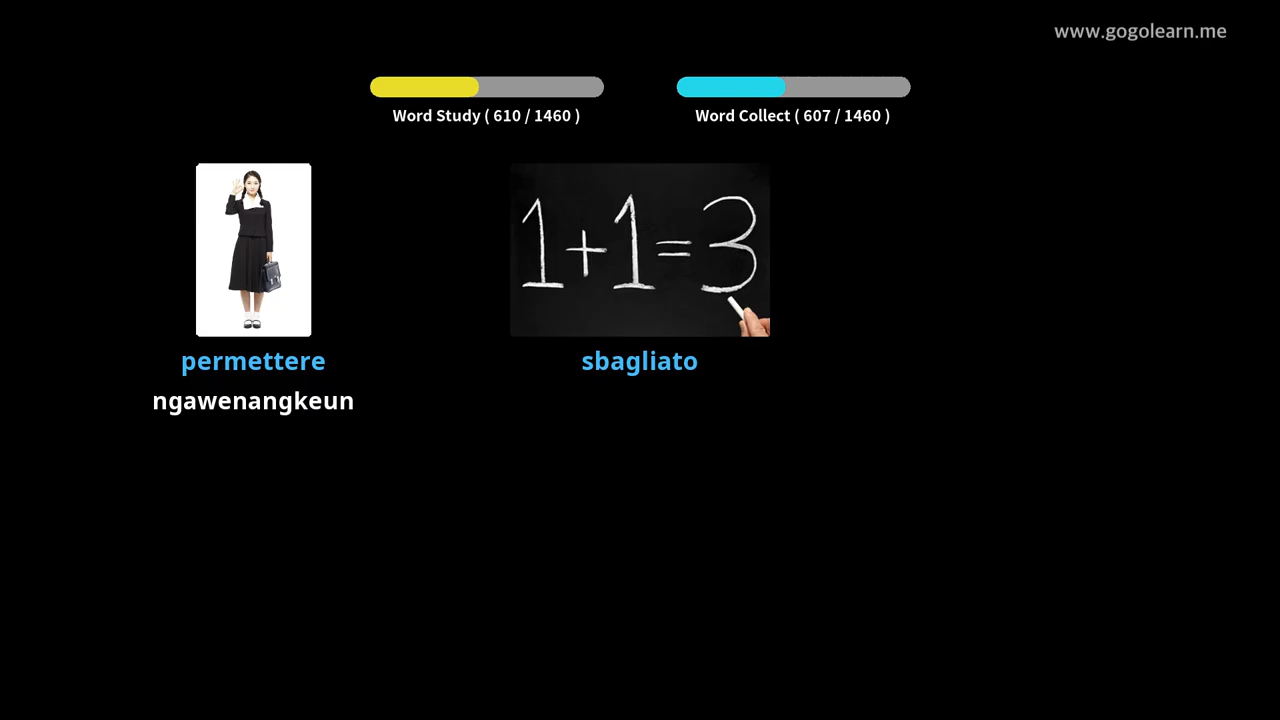 www.gogolearn.me
Word Study ( 610 / 1460 )
Word Collect ( 607 / 1460 )
1+1=3
permettere
sbagliato
ngawenangkeun